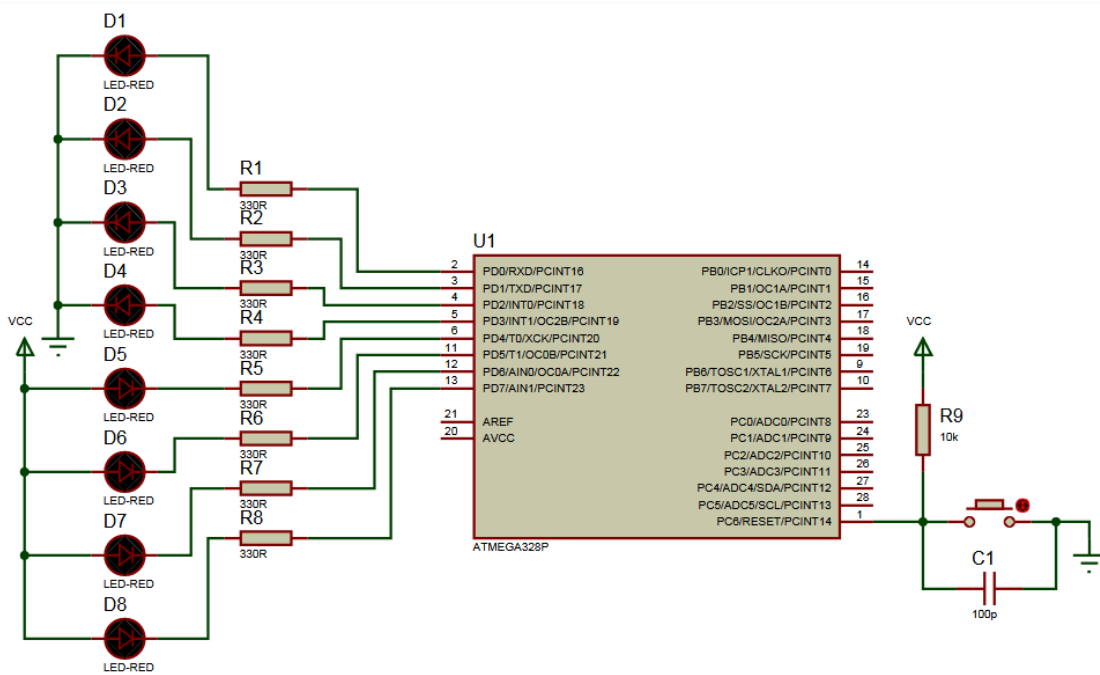 D1
LED-RED
D2
LED-RED
D3
LED-RED
D4
LED-RED
VCC
D5
LED-RED
D6
LED-RED
D7
LED-RED
D8
LED-RED
R1
330R
R2
330R
R3
330R
R4
330R
R5
330R
R6
330R
R7
330R
R8
330R
U1
2 PD0/RXD/PCINT16
3 PD1/TXD/PCINT17
4 PD2/INT0/PCINT18
5 PD3/INT1/OC2B/PCINT19
6 PD4/T0/XCK/PCINT20
11 PD5/T1/OC0B/PCINT21
12 PD6/AIN0/OC0A/PCINT22
13 PD7/AIN1/PCINT23
21 AREF
20 AVCC
PB0/ICP1/CLKO/PCINT0 14
PB1/OC1A/PCINT1 15
PB2/SS/OC1B/PCINT2 16
PB3/MOSI/OC2A/PCINT3 17
PB4/MISO/PCINT4 18
PB5/SCK/PCINT5 19
PB6/TOSC1/XTAL1/PCINT6 9
PB7/TOSC2/XTAL2/PCINT7 10
PC0/ADC0/PCINT8 23
PC1/ADC1/PCINT9 24
PC2/ADC2/PCINT10 25
PC3/ADC3/PCINT11 26
PC4/ADC4/SDA/PCINT12 27
PC5/ADC5/SCL/PCINT13 28
PC6/RESET/PCINT14 1
ATMEGA328P
VCC
R9
10k
C1
100p